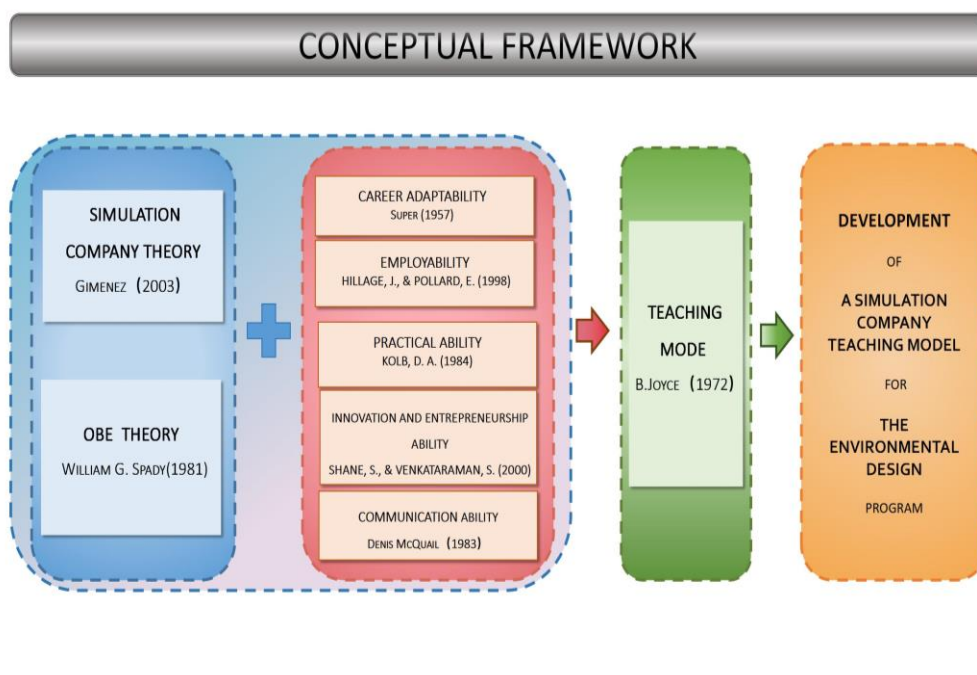 CONCEPTUAL FRAMEWORK
SIMULATION
COMPANY THEORY
GIMENEZ (2003)
OBE THEORY
WILLIAM G. SPADY(1981)
CAREER ADAPTABILITY
SUPER (1957)
EMPLOYABILITY
HILLAGE, J., & POLLARD, E. (1998)
PRACTICAL ABILITY
KOLB, D. A. (1984)
INNOVATION AND ENTREPRENEURSHIP
ABILITY
SHANE, S., & VENKATARAMAN, S. (2000)
COMMUNICATION ABILITY
DENIS MCQUAIL (1983)
TEACHING
MODE
B.JOYCE (1972)
DEVELOPMENT
OF
A SIMULATION
COMPANY
TEACHING MODEL
FOR
THE
ENVIRONMENTAL
DESIGN
PROGRAM